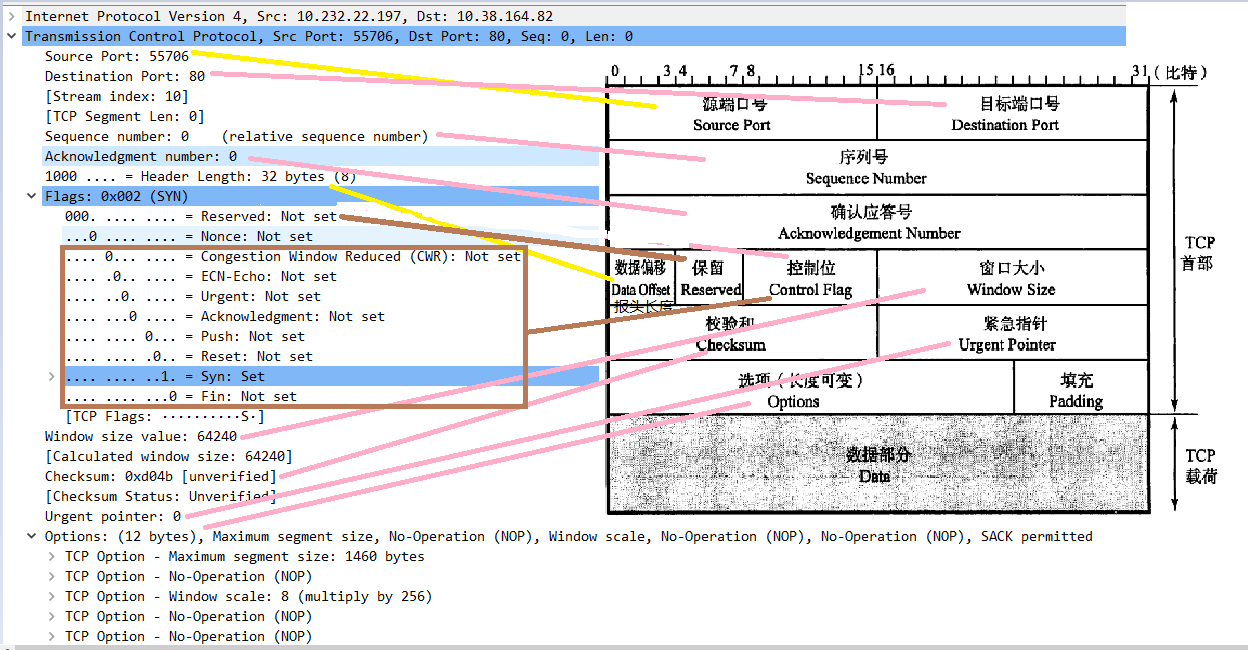 Internet Protocol Version 4, Src: 10.232.22.197, Dst: 10.38.164.82
Transmission Control Protocol, Src Port: 55706, Dst Port: 80, Seq: 0, Len: 0
Source Port: 55706
Destination Port: 80
[Stream index: 10]
[TCP Segment Len: 0]
Sequence number: 0    (relative sequence number)
Acknowledgment number: 0
1000 .... = Header Length: 32 bytes (8)
Flags: 0x002 (SYN)
000. .... .... = Reserved: Not set
...0 .... .... = Nonce: Not set
.... 0... .... = Congestion Window Reduced (CWR): Not set
.... .0.. .... = ECN-Echo: Not set
.... ..0. .... = Urgent: Not set
.... ...0 .... = Acknowledgment: Not set
.... .... 0... = Push: Not set
.... .... .0.. = Reset: Not set
.... .... ..1. = Syn: Set
.... .... ...0 = Fin: Not set
[TCP Flags: ··········S·]
Window size value: 64240
[Calculated window size: 64240]
Checksum: 0xd04b [unverified]
[Checksum Status: Unverified]
Urgent pointer: 0
Options: (12 bytes), Maximum segment size, No-Operation (NOP), Window scale, No-Operation (NOP), No-Operation (NOP), SACK permitted
TCP Option - Maximum segment size: 1460 bytes
TCP Option - No-Operation (NOP)
TCP Option - Window scale: 8 (multiply by 256)
TCP Option - No-Operation (NOP)
TCP Option - No-Operation (NOP)
0 3 4 7 8 15 16 31 (比特)
源端口号 目标端口号
Source Port Destination Port
序列号
Sequence Number
确认应答号
Acknowledgement Number
数据偏移 保留 控制位 窗口大小
Data Offset Reserved Control Flag Window Size
报头长度
校验和 紧急指针
Checksum Urgent Pointer
选项(长度可变) 填充
Options Padding
数据部分
Data
TCP
首部
TCP
载荷